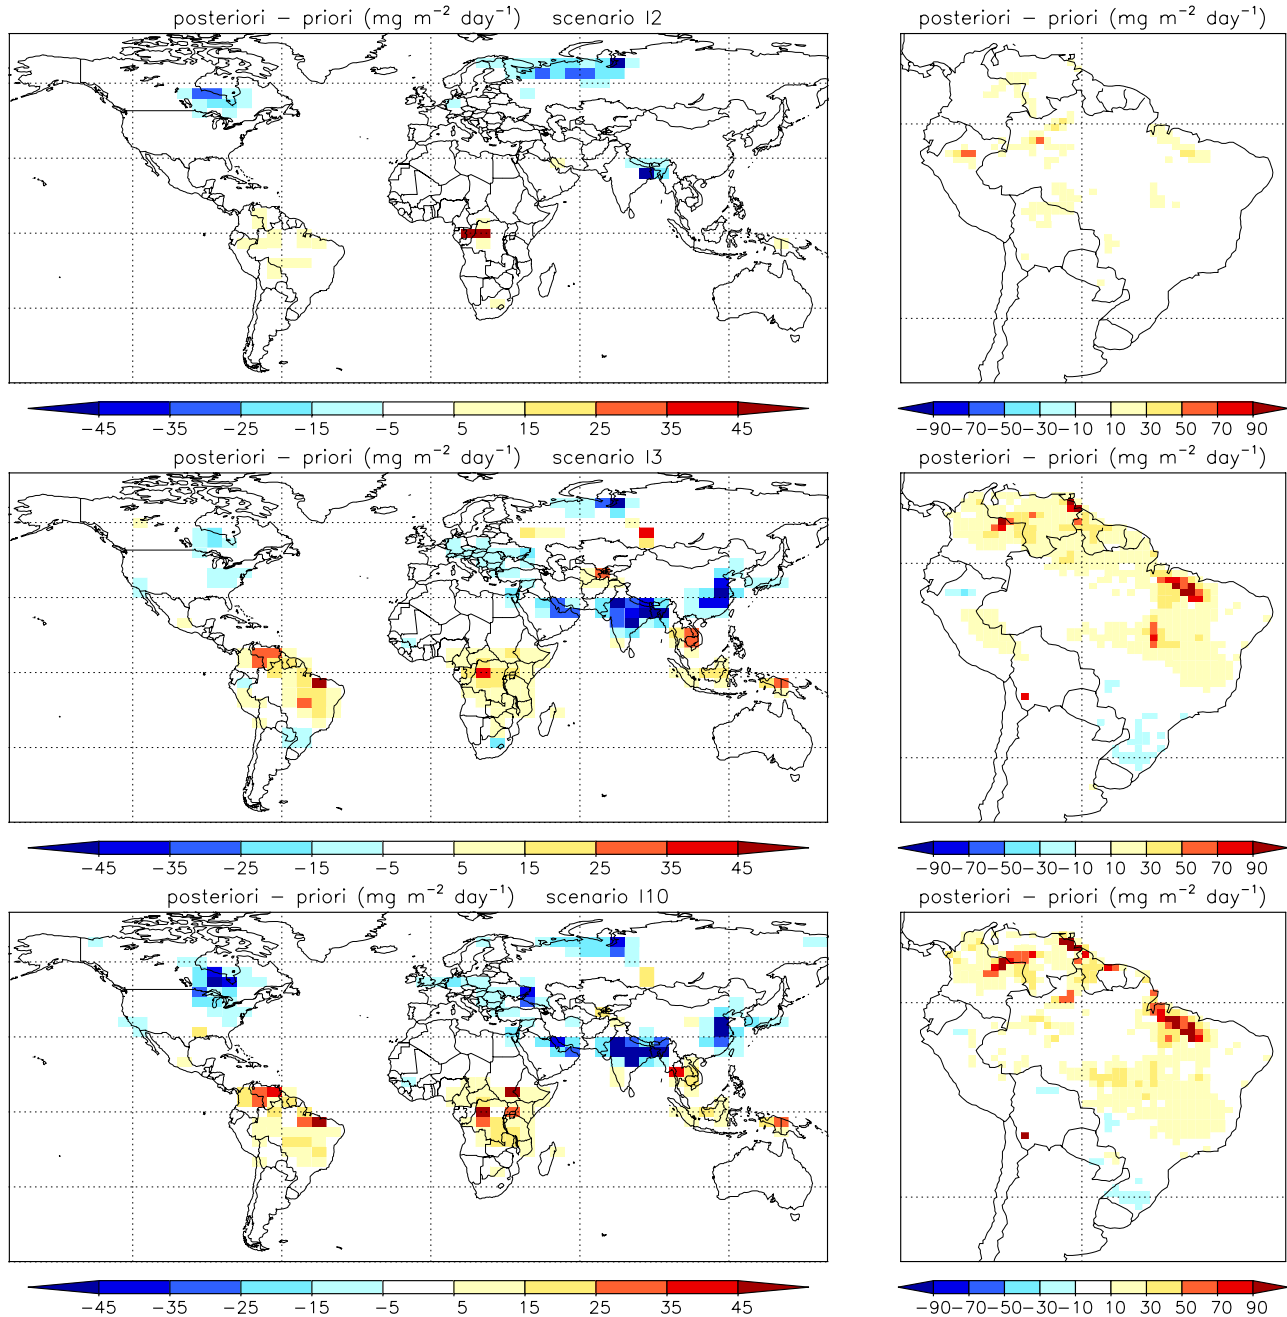 posteriori − priori (mg m⁻² day⁻¹) scenario I2
posteriori − priori (mg m⁻² day⁻¹)
−45 −35 −25 −15 −5 5 15 25 35 45
−90 −70 −50 −30 −10 10 30 50 70 90
posteriori − priori (mg m⁻² day⁻¹) scenario I3
posteriori − priori (mg m⁻² day⁻¹)
−45 −35 −25 −15 −5 5 15 25 35 45
−90 −70 −50 −30 −10 10 30 50 70 90
posteriori − priori (mg m⁻² day⁻¹) scenario I10
posteriori − priori (mg m⁻² day⁻¹)
−45 −35 −25 −15 −5 5 15 25 35 45
−90 −70 −50 −30 −10 10 30 50 70 90